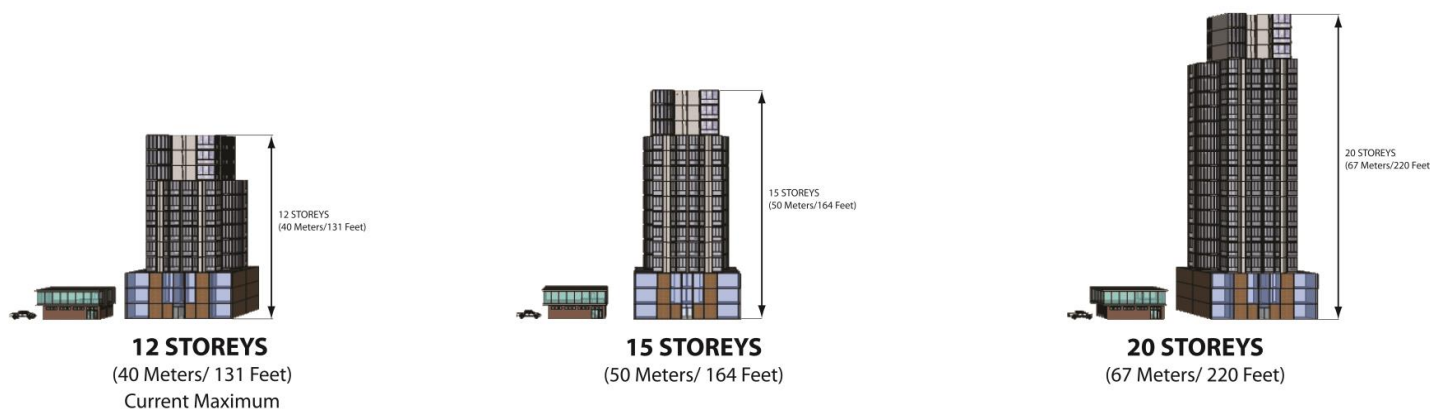 12 STOREYS
(40 Meters/131 Feet)
12 STOREYS
(40 Meters/ 131 Feet)
Current Maximum
15 STOREYS
(50 Meters/164 Feet)
15 STOREYS
(50 Meters/ 164 Feet)
20 STOREYS
(67 Meters/220 Feet
20 STOREYS
(67 Meters/ 220 Feet)